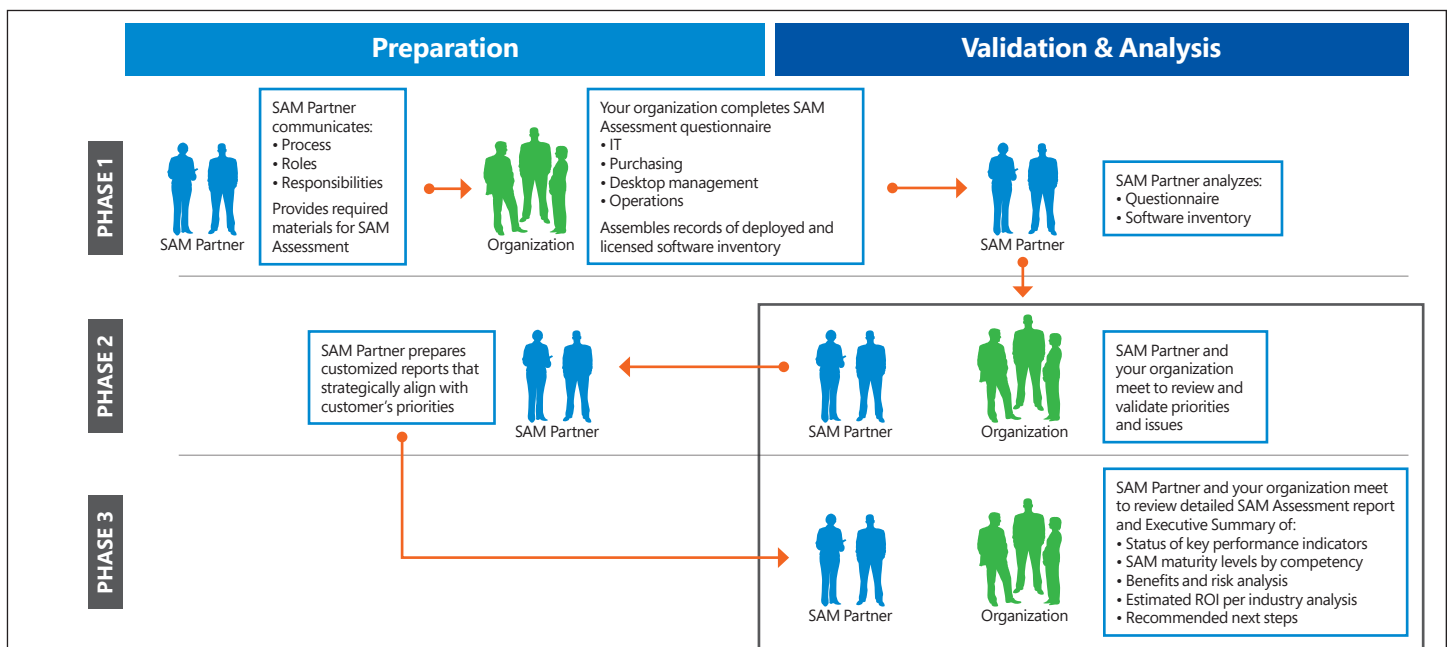 Preparation
Validation & Analysis
PHASE 1
SAM Partner
SAM Partner
communicates:
• Process
• Roles
• Responsibilities
Provides required
materials for SAM
Assessment
Organization
Your organization completes SAM
Assessment questionnaire
• IT
• Purchasing
• Desktop management
• Operations
Assembles records of deployed and
licensed software inventory
SAM Partner
SAM Partner analyzes:
• Questionnaire
• Software inventory
PHASE 2
SAM Partner prepares
customized reports that
strategically align with
customer's priorities
SAM Partner
SAM Partner
Organization
SAM Partner and
your organization
meet to review and
validate priorities
and issues
PHASE 3
SAM Partner
Organization
SAM Partner and your organization meet
to review detailed SAM Assessment report
and Executive Summary of:
• Status of key performance indicators
• SAM maturity levels by competency
• Benefits and risk analysis
• Estimated ROI per industry analysis
• Recommended next steps